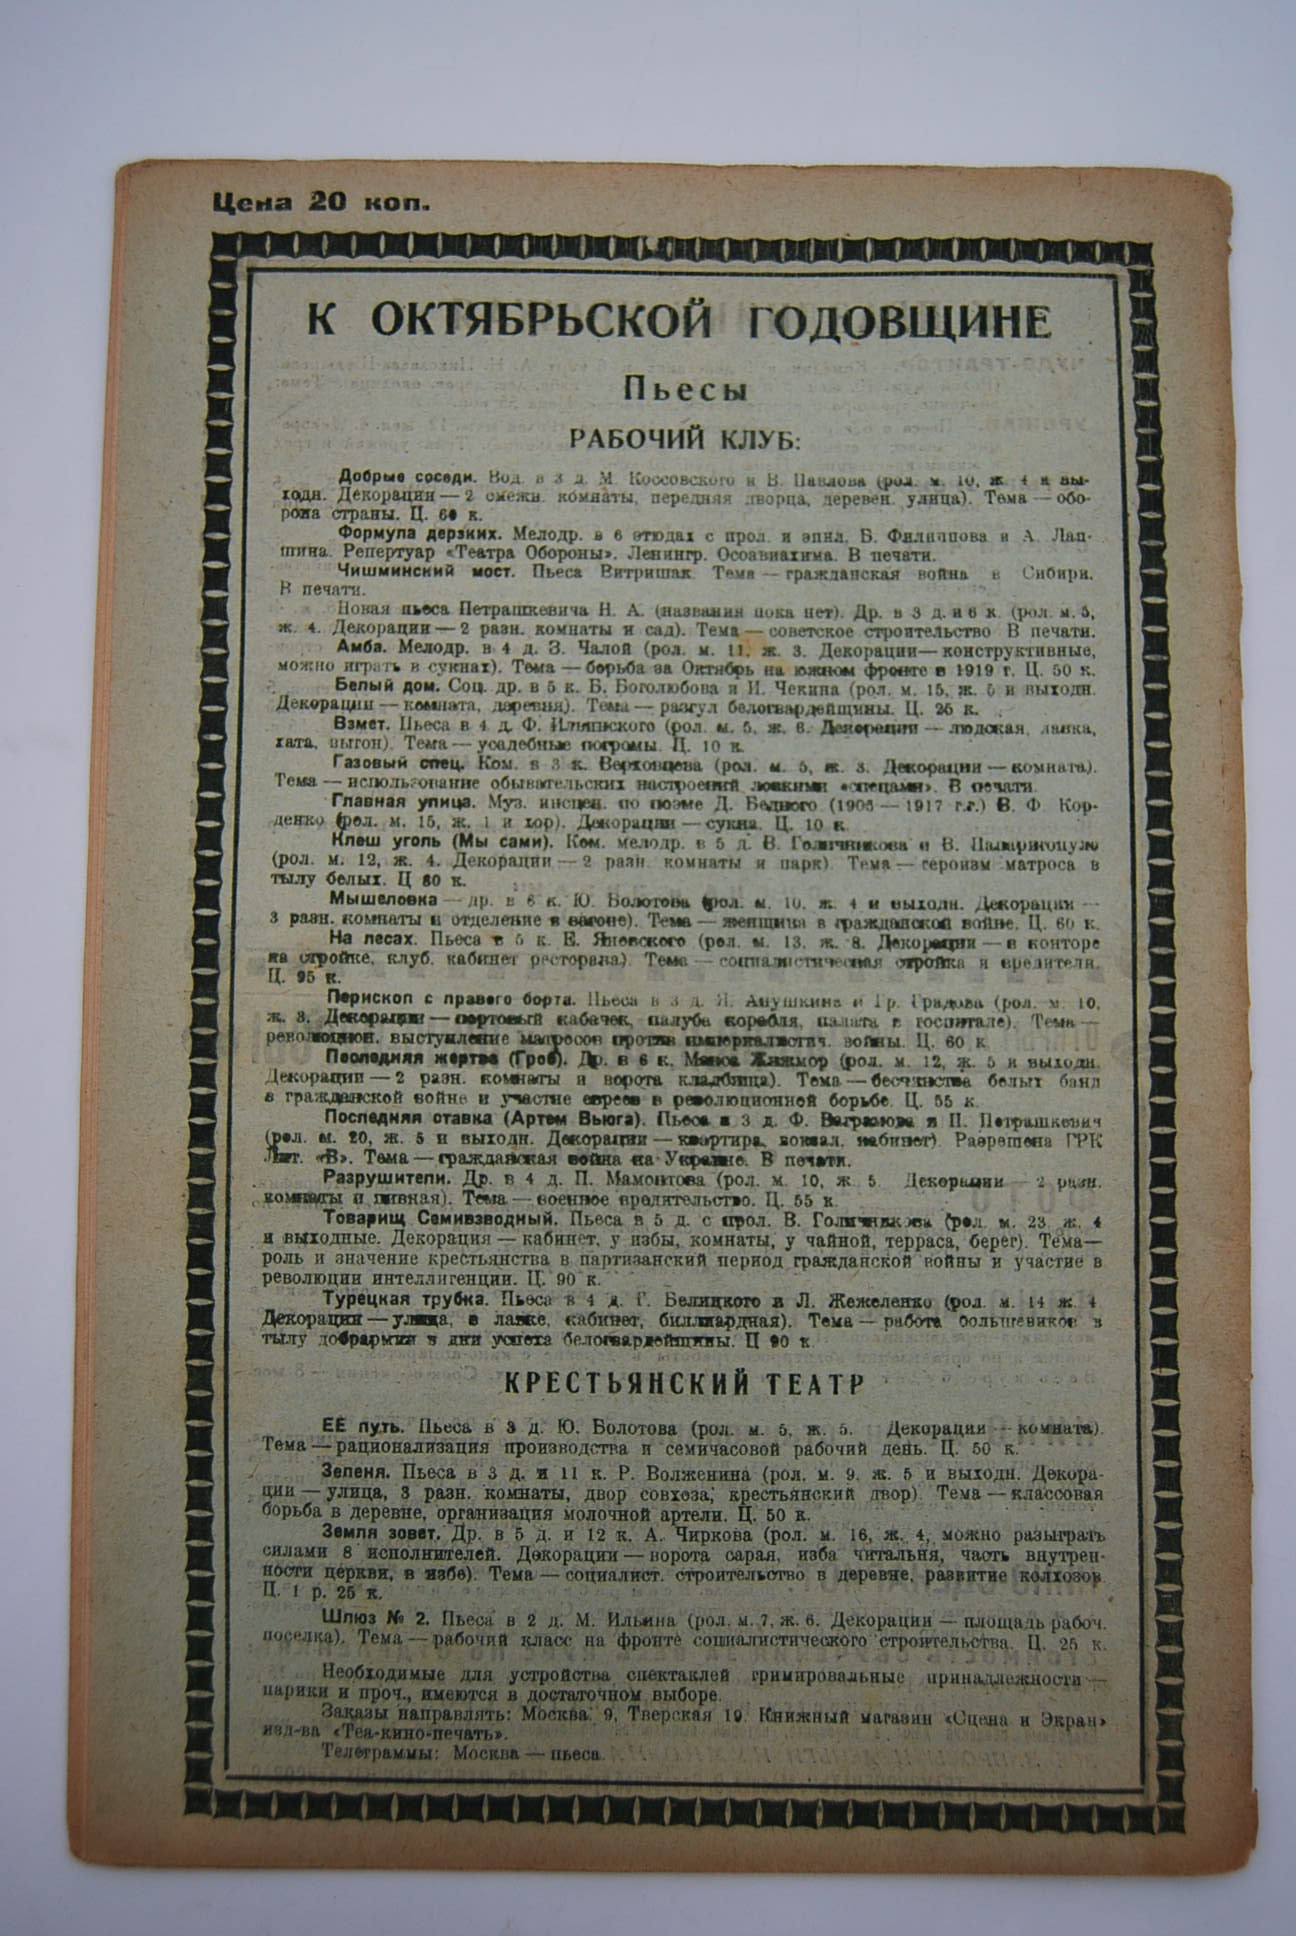 Цена 20 коп.
К ОКТЯБРЬСКОЙ ГОДОВЩИНЕ
Пьесы
РАБОЧИЙ КЛУБ:
Добрые соседи. Вод. в 3 д. М. Коссовского и В. Павлова (рол. м. 10, ж. 4 и вы-
ходн. Декорации — 2 смежн. комнаты, передняя дворца, деревен. улица). Тема — обо-
рона страны. Ц. 60 к.
Формула дерзких. Мелодр. в 6 этюдах с прол. и эпил. Б. Филиппова и А. Лап-
шина. Репертуар «Театра Обороны». Ленингр. Осоавиахима. В печати.
Чишминский мост. Пьеса Витришак. Тема — гражданская война в Сибири.
В печати.
Новая пьеса Петрашкевича Н. А. (названия пока нет). Др. в 3 д. и 6 к. (рол. м. 5,
ж. 4. Декорации — 2 разн. комнаты и сад). Тема — советское строительство В печати.
Амба. Мелодр. в 4 д. З. Чалой (рол. м. 11, ж. 3. Декорации — конструктивные,
можно играть в сукнах). Тема — борьба за Октябрь на южном фронте в 1919 г. Ц. 50 к.
Белый дом. Соц. др. в 5 к. Б. Боголюбова и И. Чекина (рол. м. 15, ж. 5 и выходн.
Декорации — комната, деревня). Тема — разгул белогвардейщины. Ц. 25 к.
Взмет. Пьеса в 4 д. Ф. Ильинского (рол. м. 5, ж. 6. Декорации — людская, лавка,
хата, выгон). Тема — усадебные погромы. Ц. 10 к.
Газовый спец. Ком. в 3 к. Верховцева (рол. м. 5, ж. 3. Декорации — комната).
Тема — использование обывательских настроений ловкими «спецами». В печати.
Главная улица. Муз. инсцен. по поэме Д. Бедного (1905 — 1917 г.г.) В. Ф. Кор-
денко (рол. м. 15, ж. 1 и хор). Декорации — сукна. Ц. 10 к.
Клеш уголь (Мы сами). Ком. мелодр. в 5 д. В. Голичникова и В.
(рол. м. 12, ж. 4. Декорации — 2 разн. комнаты и парк). Тема — героизм матроса в
тылу белых. Ц 80 к.
Мышеловка — др. в 6 к. Ю. Болотова (рол. м. 10, ж. 4 и выходн. Декорации —
3 разн. комнаты и отделение в вагоне). Тема — женщина в гражданской войне. Ц. 60 к.
На лесах. Пьеса в 5 к. Е. Яновского (рол. м. 13, ж. 8. Декорации — в конторе
на стройке, клуб, кабинет ресторана). Тема — социалистическая стройка и вредители.
Ц. 95 к.
Перископ с правего борта. Пьеса в 3 д. Я. Апушкина и Гр. Градова (рол. м. 10,
ж. 3. Декорации — портовый кабачек, палуба корабля, палата в госпитале). Тема —
революцион. выступление матросов против империалистич. войны. Ц. 60 к.
Последняя жертва (Гроб). Др. в 6 к. Жижмор (рол. м. 12, ж. 5 и выходн.
Декорации — 2 разн. комнаты и ворота кладбища). Тема — бесчинства белых банд
в гражданской войне и участие евреев в революционной борьбе. Ц. 55 к.
Последняя ставка (Артем Вьюга). Пьеса в 3 д. Ф. Ваграмова и П. Петрашкевич
(рол. м. 20, ж. 5 и выходн. Декорации — квартира, вокзал, кабинет). Разрешена ГРК
Лит. «В». Тема — гражданская война на Украине. В печати.
Разрушители. Др. в 4 д. П. Мамонтова (рол. м. 10, ж 5. Декорации — 2 разн.
комнаты и пивная). Тема — военное вредительство. Ц. 55 к.
Товарищ Семивзводный. Пьеса в 5 д. с прол. В. Голичникова (рол. м. 23, ж. 4
и выходные. Декорация — кабинет, у избы, комнаты, у чайной, терраса, берег). Тема —
роль и значение крестьянства в партизанский период гражданской войны и участие в
революции интеллигенции. Ц. 90 к.
Турецкая трубка. Пьеса в 4 д. Г. Белицкого и Л. Жежеленко (рол. м. 14 ж. 4.
Декорации — улица, в лавке, кабинет, биллиардная). Тема — работа большевиков в
тылу добрармии в дни успеха белогвардейщины. Ц 90 к.
КРЕСТЬЯНСКИЙ ТЕАТР
ЕЕ путь. Пьеса в 3 д. Ю. Болотова (рол. м. 5, ж. 5. Декорации — комната).
Тема — рационализация производства и семичасовой рабочий день. Ц. 50 к.
Зеленя. Пьеса в 3 д. и 11 к. Р. Волженина (рол. м. 9, ж. 5 и выходн. Декора-
ции — улица, 3 разн. комнаты, двор совхоза, крестьянский двор). Тема — классовая
борьба в деревне, организация молочной артели. Ц. 50 к.
Земля зовет. Др. в 5 д. и 12 к. А. Чиркова (рол. м. 16, ж. 4, можно разыграть
силами 8 исполнителей. Декорации — ворота сарая, изба читальня, часть внутрен-
ности церкви, в избе). Тема — социалист. строительство в деревне, развитие колхозов.
Ц. 1 р. 25 к.
Шлюз № 2. Пьеса в 2 д. М. Ильина (рол. м. 7, ж. 6. Декорации — площадь рабоч.
поселка). Тема — рабочий класс на фронте социалистического строительства. Ц. 25 к.
Необходимые для устройства спектаклей гримировальные принадлежности —
парики и проч., имеются в достаточном выборе.
Заказы направлять: Москва, 9, Тверская 19. Книжный магазин «Сцена и Экран»
изд-ва «Теа-кино-печать».
Телеграммы: Москва — пьеса.